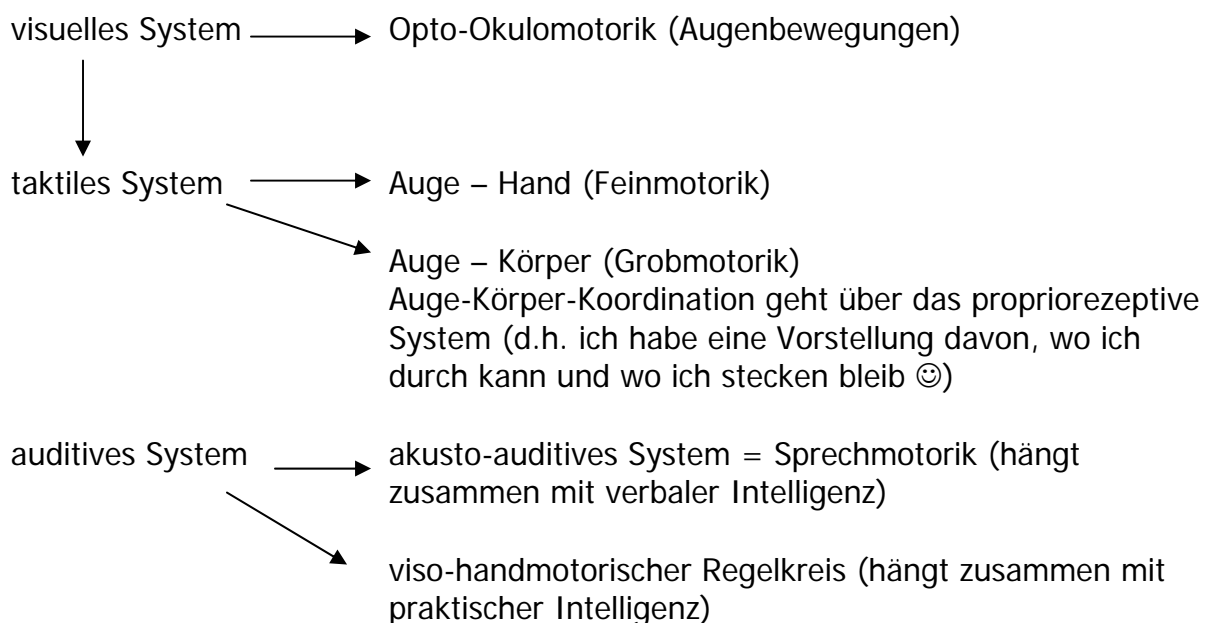 visuelles System Opto-Okulomotorik (Augenbewegungen)
taktiles System Auge – Hand (Feinmotorik)
Auge – Körper (Grobmotorik)
Auge-Körper-Koordination geht über das propriorezeptive
System (d.h. ich habe eine Vorstellung davon, wo ich
durch kann und wo ich stecken bleib ☺)
auditives System akusto-auditives System = Sprechmotorik (hängt
zusammen mit verbaler Intelligenz)
viso-handmotorischer Regelkreis (hängt zusammen mit
praktischer Intelligenz)